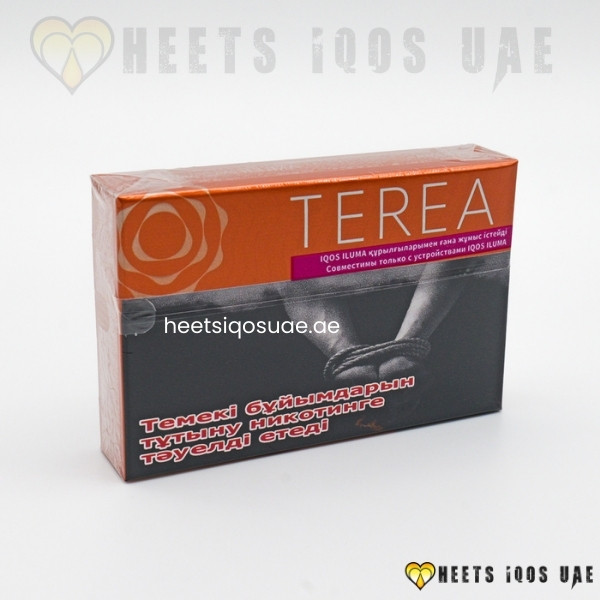 HEETS iQOS UAE
TEREA
IQOS ILUMA құрылғыларымен ғана жұмыс істейді
Совместимы только с устройствами IQOS ILUMA
heetsiqosuae.ae
Темекі бұйымдарын
тұтыну никотинге
тәуелді етеді
HEETS iQOS UAE